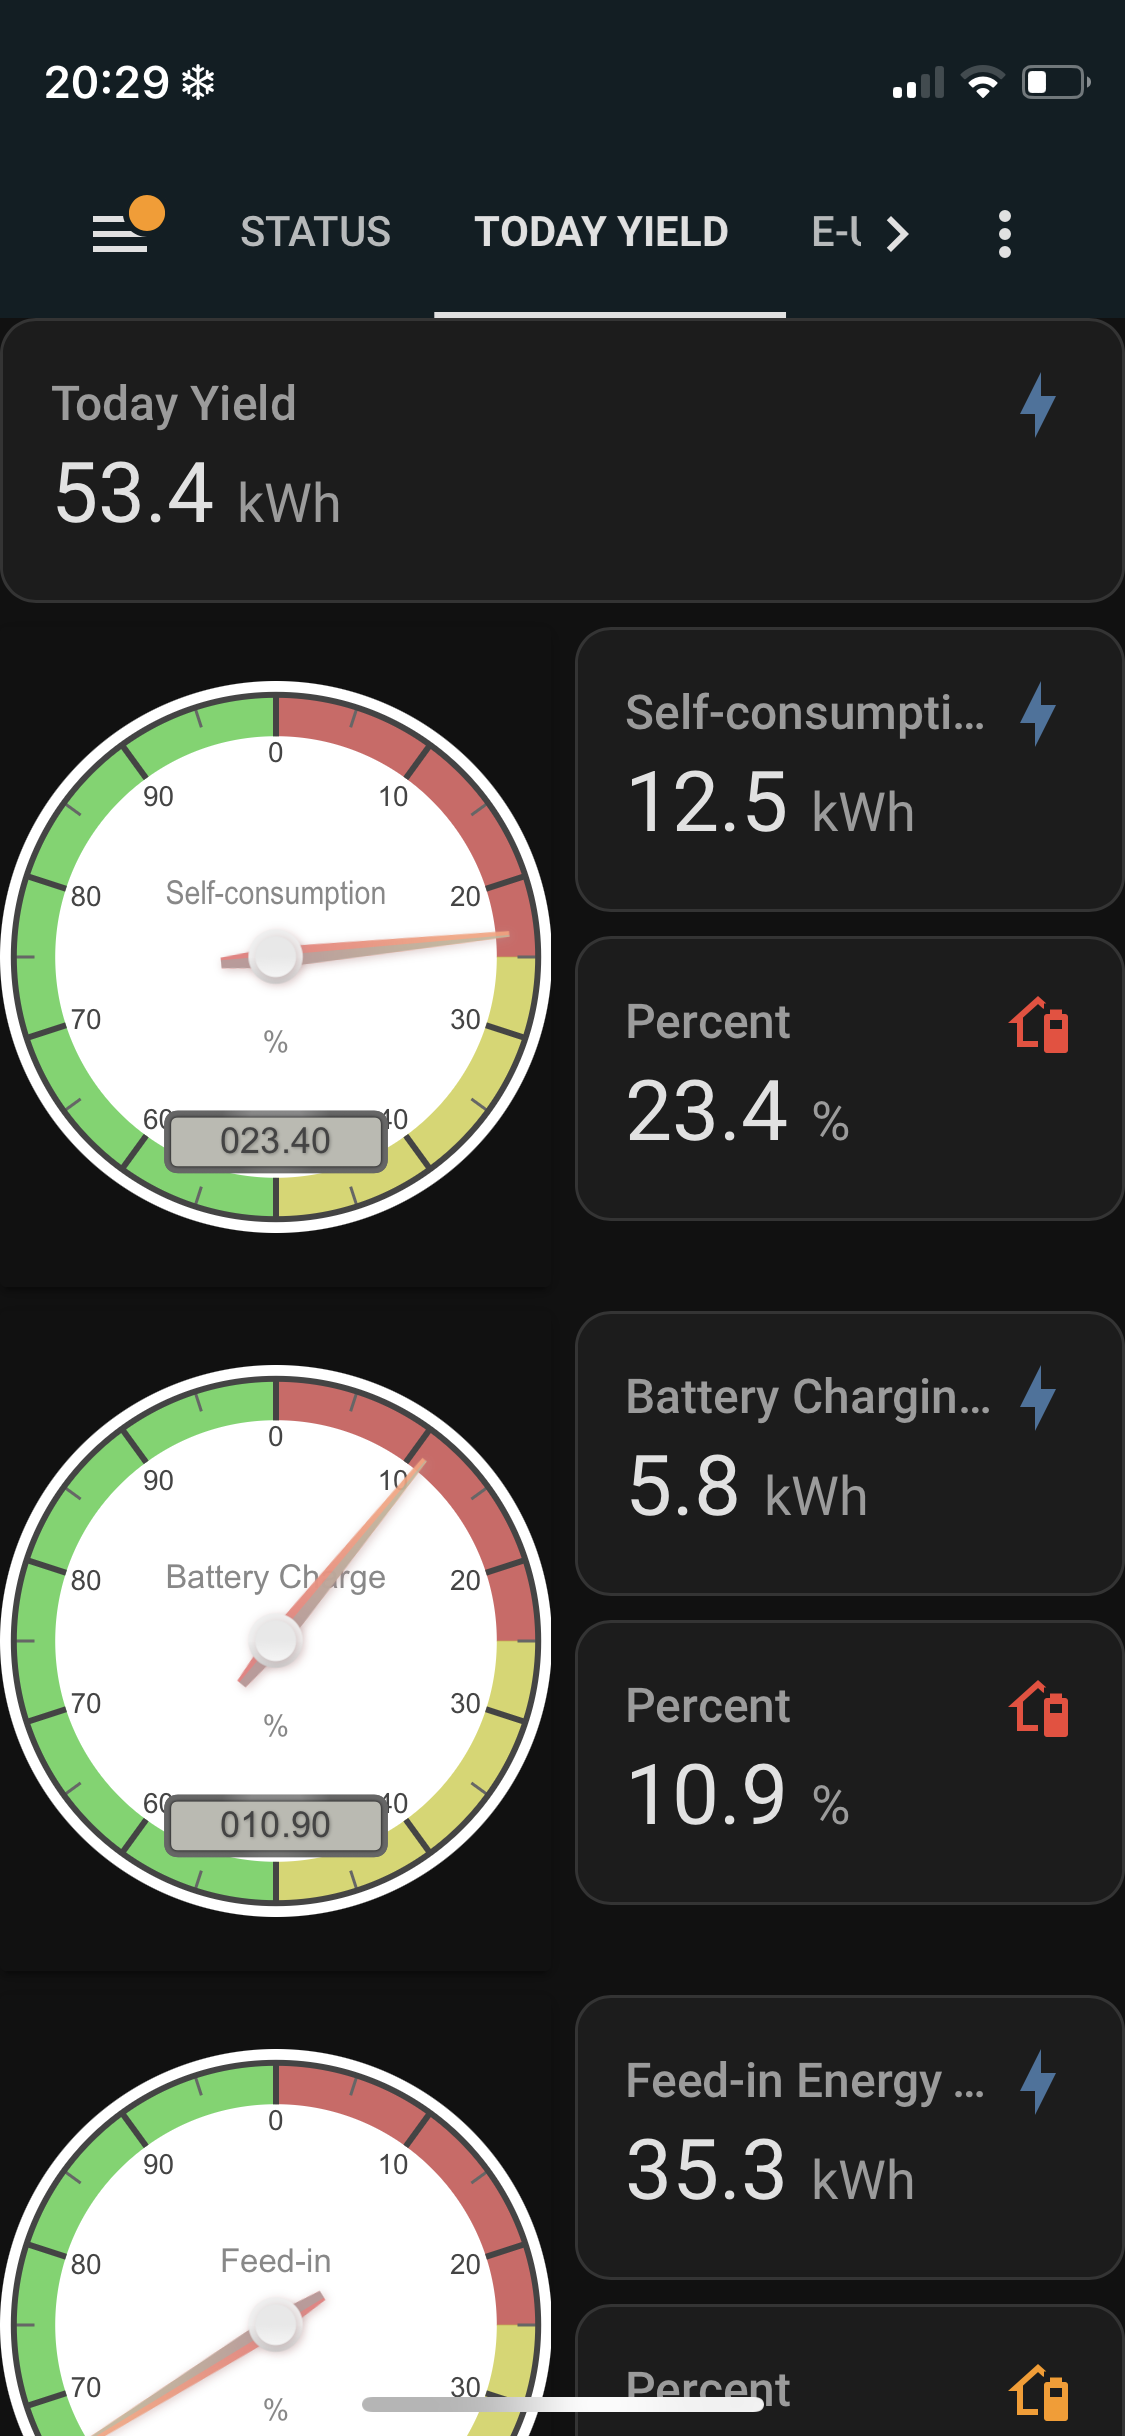 20:29
STATUS
TODAY YIELD
Today Yield
53.4 kWh
0
10
20
30
40
60
70
80
90
Self-consumption
%
023.40
Self-consumpti...
12.5 kWh
Percent
23.4 %
0
10
20
30
40
60
70
80
90
Battery Charge
%
010.90
Battery Chargin...
5.8 kWh
Percent
10.9 %
0
10
20
30
70
80
90
Feed-in
%
Feed-in Energy ...
35.3 kWh
Percent